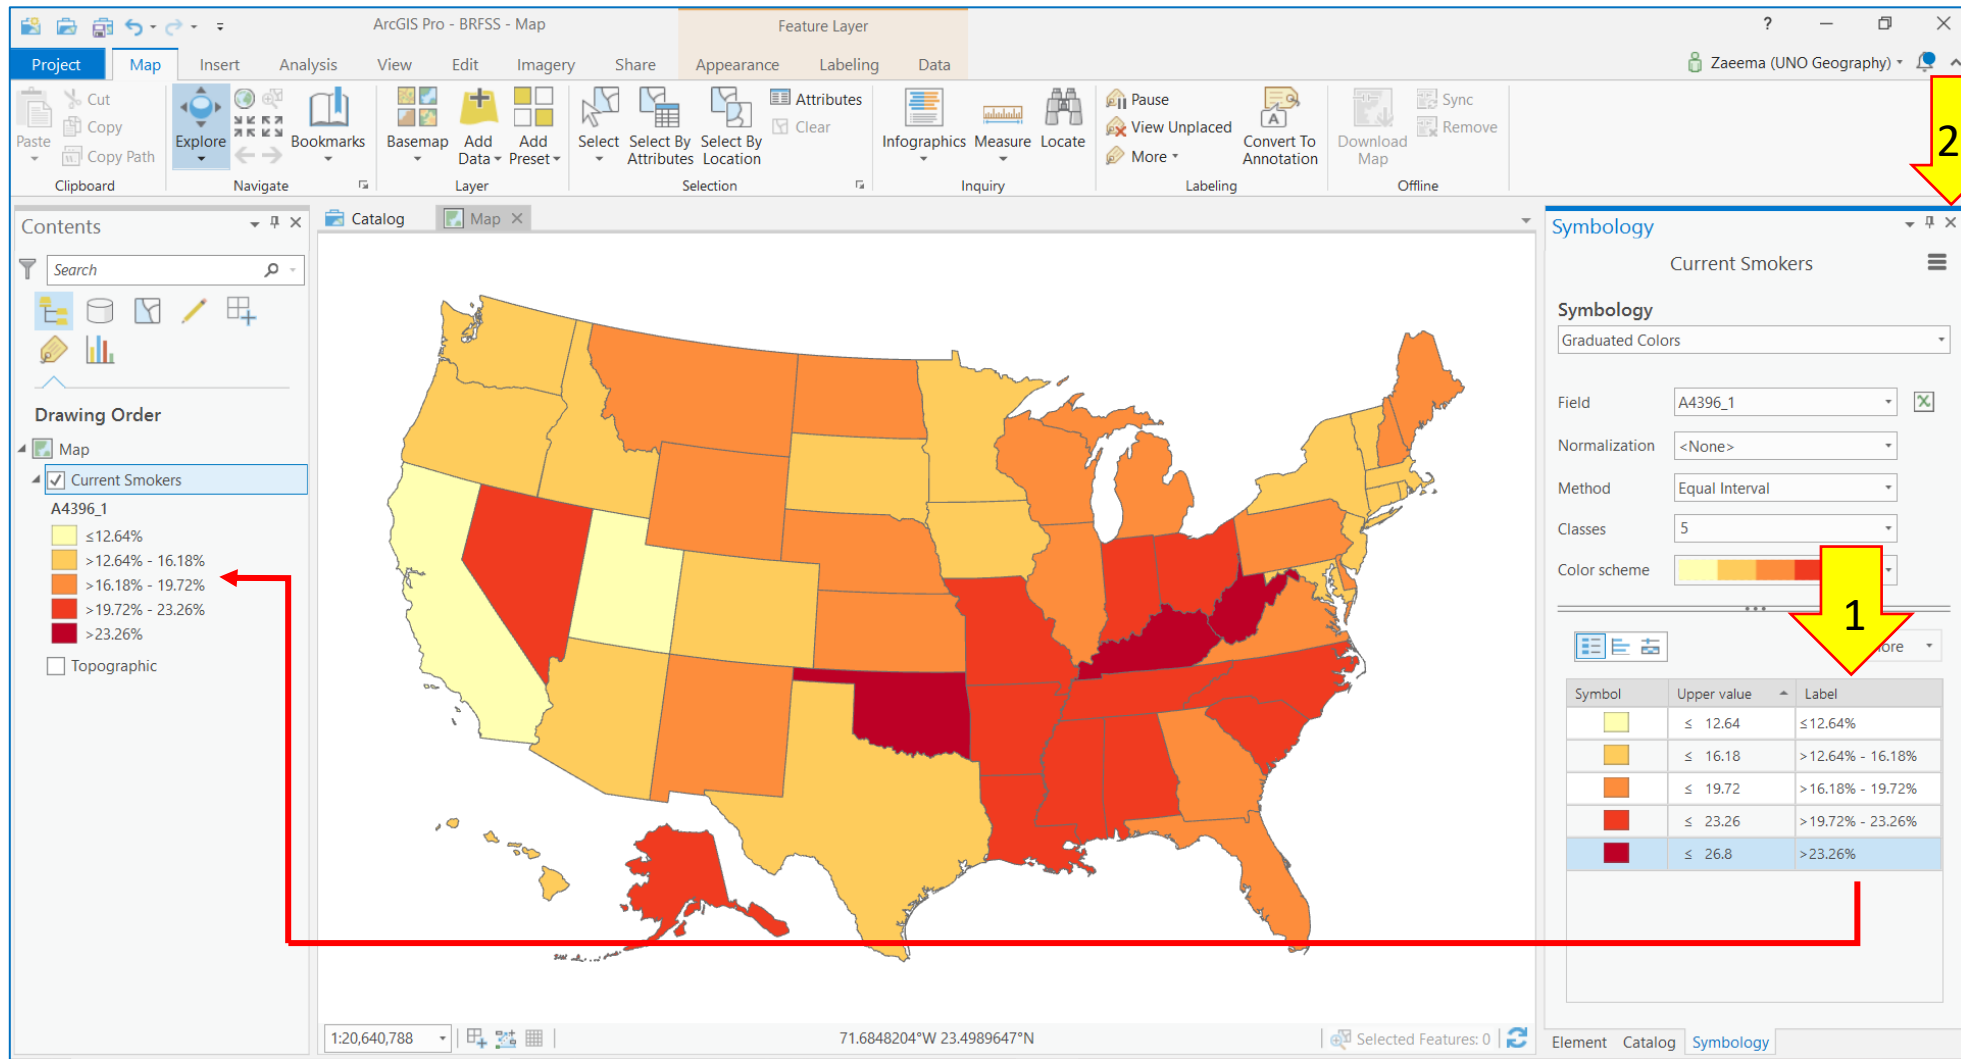 ArcGIS Pro - BRFSS - Map
Feature Layer
?
Project Map Insert Analysis View Edit Imagery Share Appearance Labeling Data
Zaeema (UNO Geography)
Paste
Cut
Copy
Copy Path
Clipboard
Explore
Bookmarks
Navigate
Basemap
Add Data
Add Preset
Layer
Select
Select By Attributes
Select By Location
Attributes
Clear
Selection
Infographics
Measure
Locate
Inquiry
Pause
View Unplaced
More
Convert To Annotation
Labeling
Download Map
Sync
Remove
Offline
2
Contents
Search
Drawing Order
Map
Current Smokers
A4396_1
≤12.64%
>12.64% - 16.18%
>16.18% - 19.72%
>19.72% - 23.26%
>23.26%
Topographic
Catalog Map
1:20,640,788
71.6848204°W 23.4989647°N
Selected Features: 0
Symbology
Current Smokers
Symbology
Graduated Colors
Field A4396_1
Normalization <None>
Method Equal Interval
Classes 5
Color scheme
1
Symbol Upper value Label
≤ 12.64 ≤12.64%
≤ 16.18 >12.64% - 16.18%
≤ 19.72 >16.18% - 19.72%
≤ 23.26 >19.72% - 23.26%
≤ 26.8 >23.26%
Element Catalog Symbology